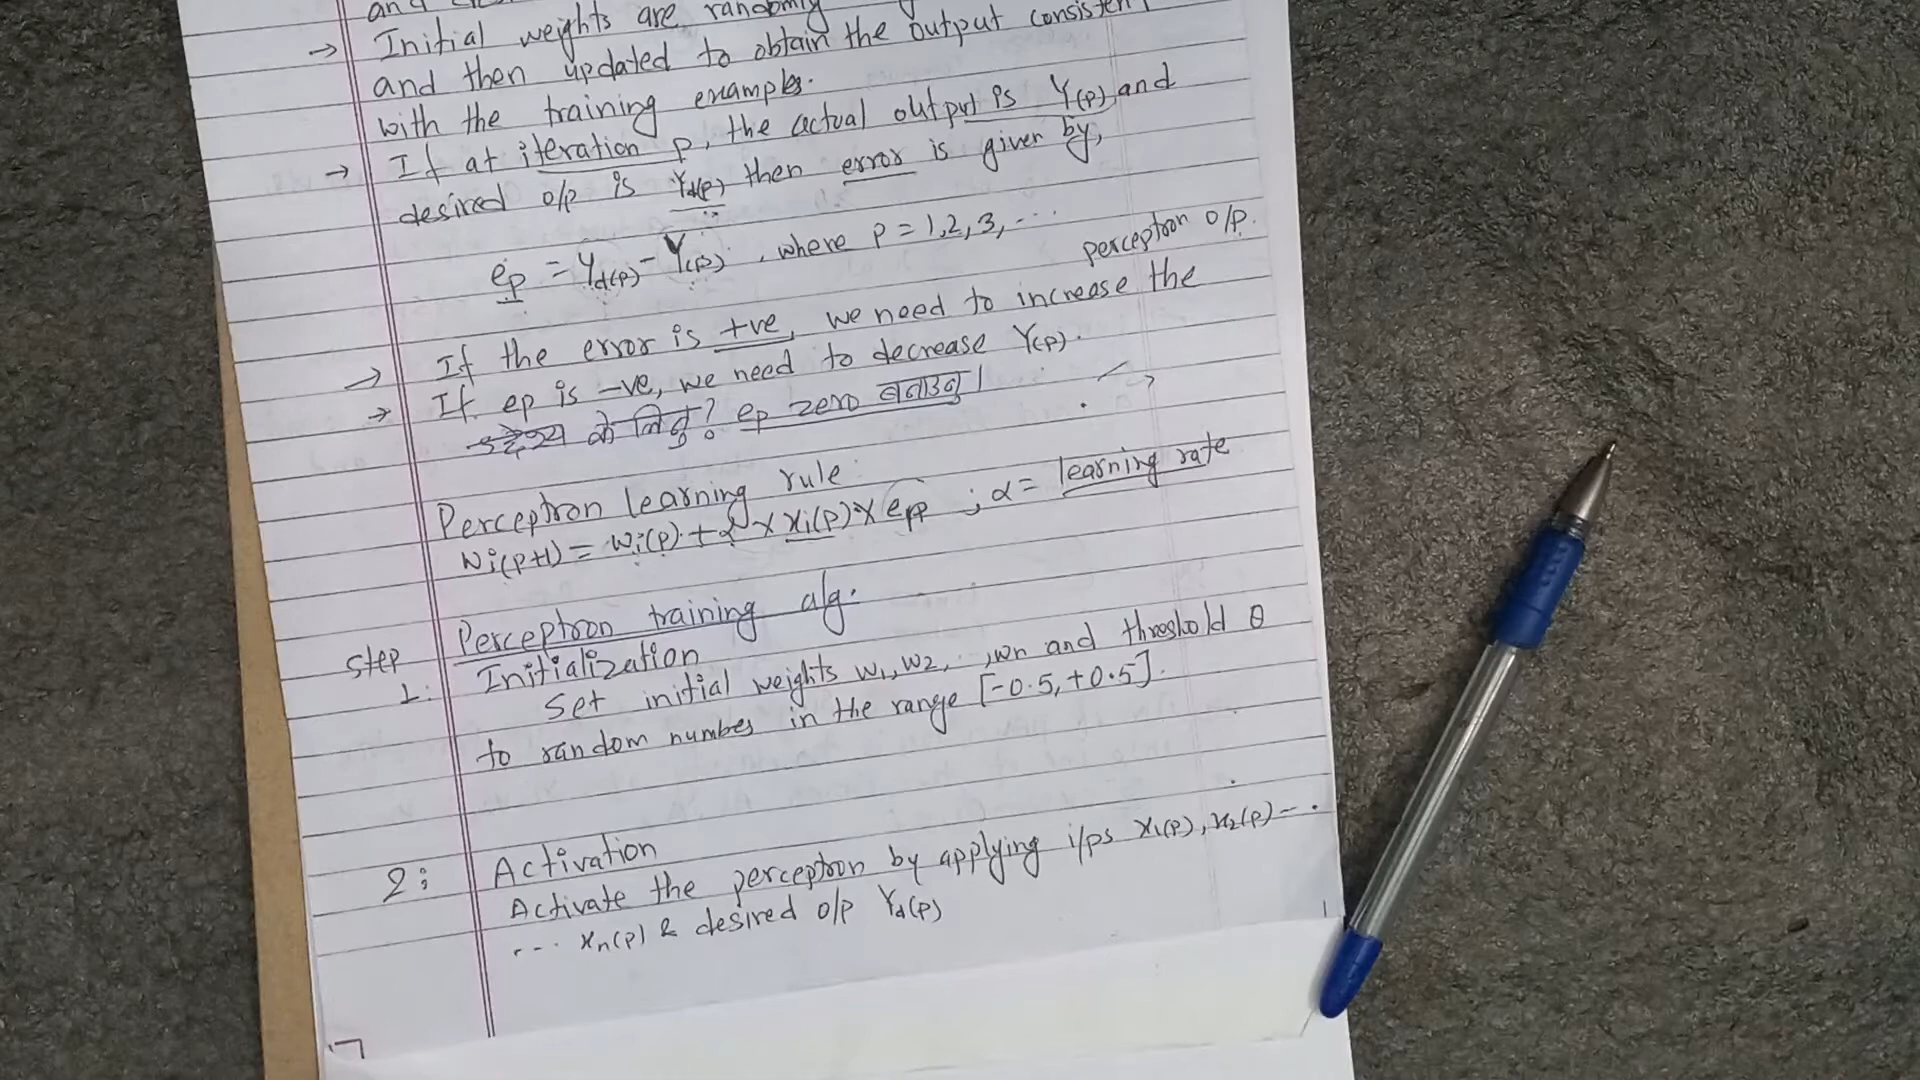 and
→ Initial weights are randomly
and then updated to obtain the output consistent
with the training examples.
→ If at iteration p, the actual output is Y(p) and
desired o/p is Yd(p) then error is given by,
ep = Yd(p) - Y(p), where p = 1,2,3,...
perceptron o/p.
→ If the error is +ve, we need to increase the
→ If ep is -ve, we need to decrease Y(p).
उद्देश्य के लिनु? ep zero बनाउनु।
Perceptron learning rule
wi(p+1) = wi(p) + α × xi(p) × ep ; α = learning rate
Perceptron training alg.
step 1: Initialization
Set initial weights w1, w2, ..., wn and threshold θ
to random numbes in the range [-0.5, +0.5].
2: Activation
Activate the perceptron by applying i/ps x1(p), x2(p) ...
... xn(p) & desired o/p Yd(p)